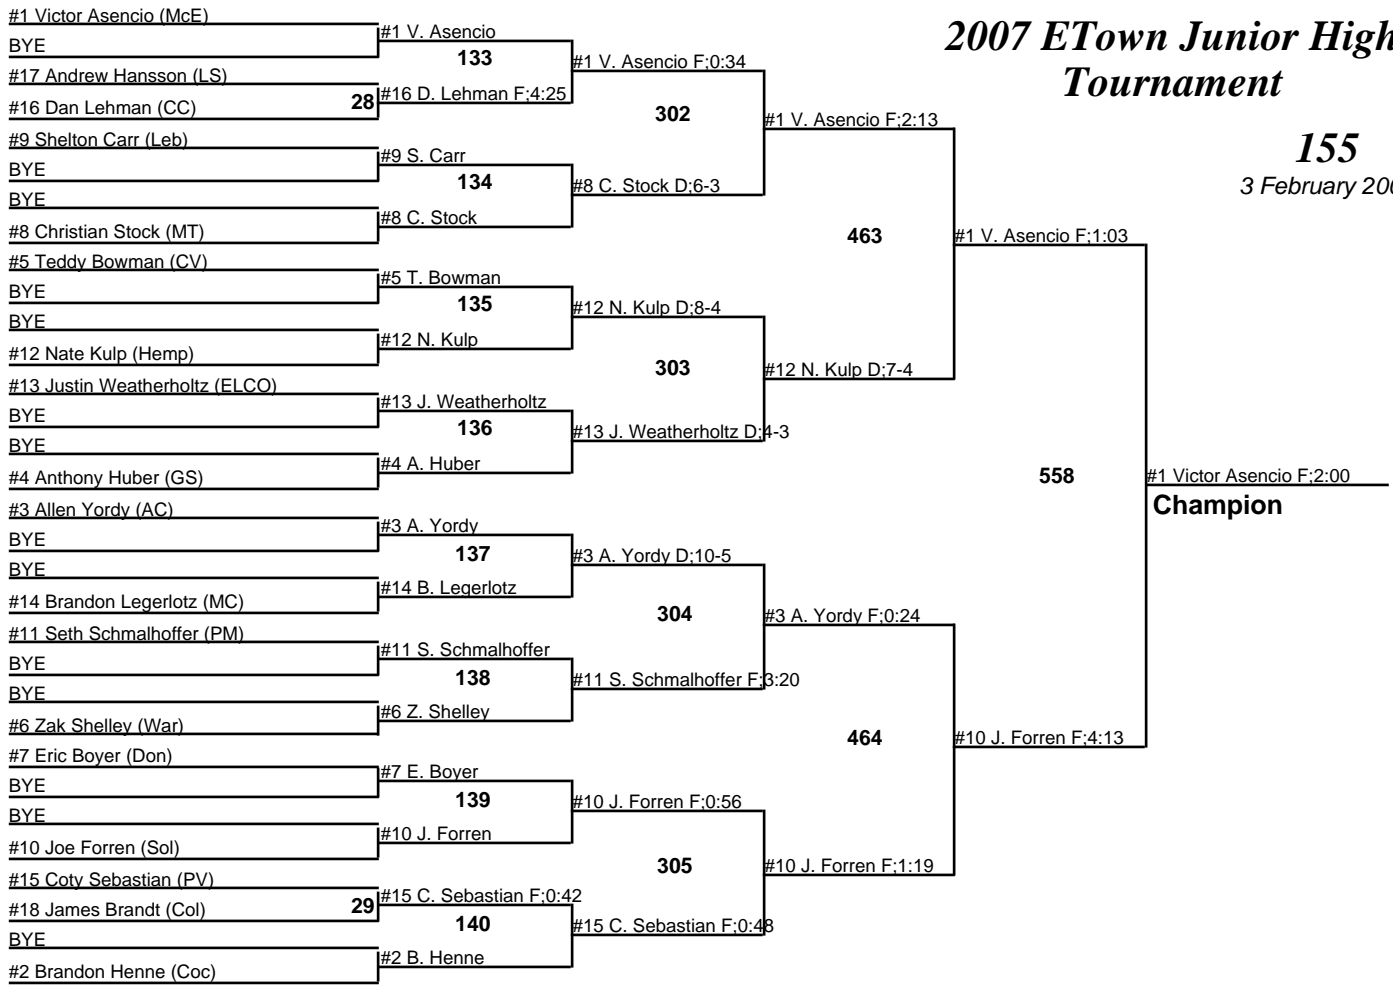 2007 ETown Junior High
Tournament
155
3 February 200
#1 Victor Asencio (McE)
BYE
#17 Andrew Hansson (LS)
#16 Dan Lehman (CC)
#9 Shelton Carr (Leb)
BYE
BYE
#8 Christian Stock (MT)
#5 Teddy Bowman (CV)
BYE
BYE
#12 Nate Kulp (Hemp)
#13 Justin Weatherholtz (ELCO)
BYE
BYE
#4 Anthony Huber (GS)
#3 Allen Yordy (AC)
BYE
BYE
#14 Brandon Legerlotz (MC)
#11 Seth Schmalhoffer (PM)
BYE
BYE
#6 Zak Shelley (War)
#7 Eric Boyer (Don)
BYE
BYE
#10 Joe Forren (Sol)
#15 Coty Sebastian (PV)
#18 James Brandt (Col)
BYE
#2 Brandon Henne (Coc)
28
29
#1 V. Asencio
133
#16 D. Lehman F;4:25
#9 S. Carr
134
#8 C. Stock
#5 T. Bowman
135
#12 N. Kulp
#13 J. Weatherholtz
136
#4 A. Huber
#3 A. Yordy
137
#14 B. Legerlotz
#11 S. Schmalhoffer
138
#6 Z. Shelley
#7 E. Boyer
139
#10 J. Forren
#15 C. Sebastian F;0:42
140
#2 B. Henne
#1 V. Asencio F;0:34
302
#8 C. Stock D;6-3
#12 N. Kulp D;8-4
303
#13 J. Weatherholtz D;4-3
#3 A. Yordy D;10-5
304
#11 S. Schmalhoffer F;3:20
#10 J. Forren F;0:56
305
#15 C. Sebastian F;0:48
#1 V. Asencio F;2:13
463
#12 N. Kulp D;7-4
#3 A. Yordy F;0:24
464
#10 J. Forren F;1:19
#1 V. Asencio F;1:03
558
#10 J. Forren F;4:13
#1 Victor Asencio F;2:00
Champion